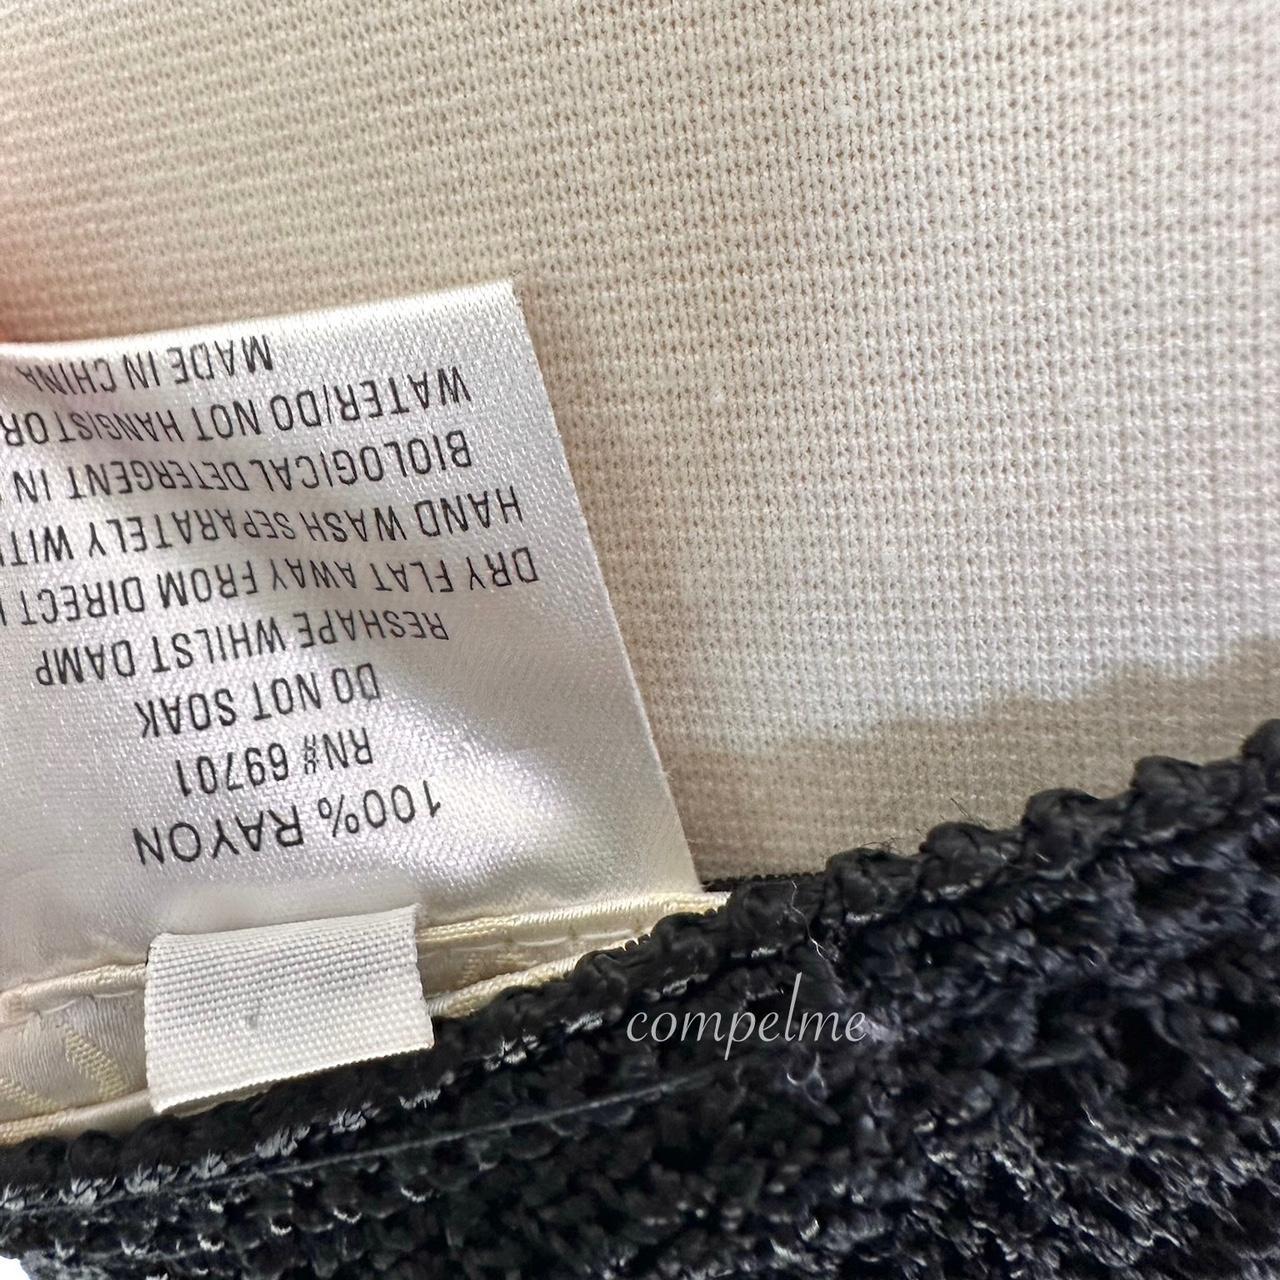 100% RAYON
RN# 69701
DO NOT SOAK
RESHAPE WHILST DAMP
DRY FLAT AWAY FROM DIRECT
HAND WASH SEPARATELY WITH
BIOLOGICAL DETERGENT IN
WATER/DO NOT HANG/STOR
MADE IN CHINA
compelme